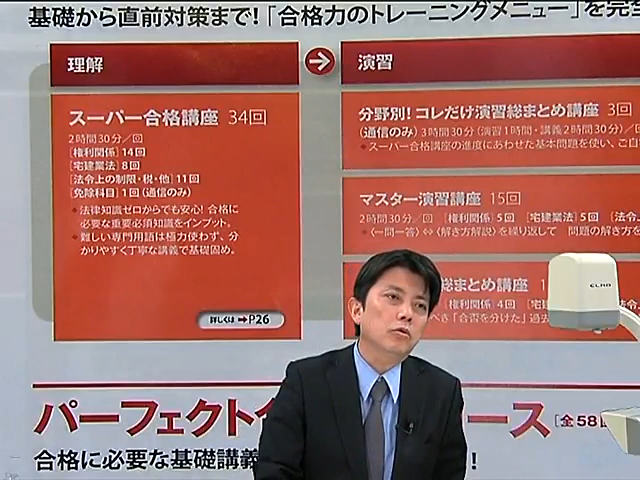 基礎から直前対策まで!「合格力のトレーニングメニュー」を完全
理解
スーパー合格講座 34回
2時間30分/回
[権利関係]14回
[宅建業法]8回
[法令上の制限・税・他]11回
[免除科目]1回(通信のみ)
◆法律知識ゼロからでも安心!合格に
必要な重要必須知識をインプット。
◆難しい専門用語は極力使わず、分
かりやすく丁寧な講義で基礎固め。
詳しくは➡P26
演習
分野別!コレだけ演習総まとめ講座 3回
(通信のみ)3時間30分(演習1時間・講義2時間30分)/
◆スーパー合格講座の進度にあわせた基本問題を使い、ご自
マスター演習講座 15回
2時間30分/回 [権利関係]5回 [宅建業法]5回 [法令
◆〈一問一答〉⇔〈解き方解説〉を繰り返して 問題の解き方を
総まとめ講座 1
[権利関係]4回 [宅
べき「合否を分けた」過去
ELMO
パーフェクト
ース[全58回
合格に必要な基礎講義
!